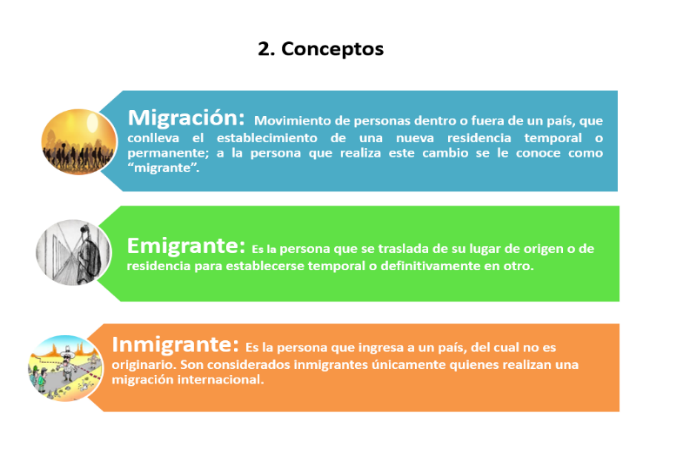 2. Conceptos
Migración: Movimiento de personas dentro o fuera de un país, que
conlleva el establecimiento de una nueva residencia temporal o
permanente; a la persona que realiza este cambio se le conoce como
“migrante”.
Emigrante: Es la persona que se traslada de su lugar de origen o de
residencia para establecerse temporal o definitivamente en otro.
Inmigrante: Es la persona que ingresa a un país, del cual no es
originario. Son considerados inmigrantes únicamente quienes realizan una
migración internacional.